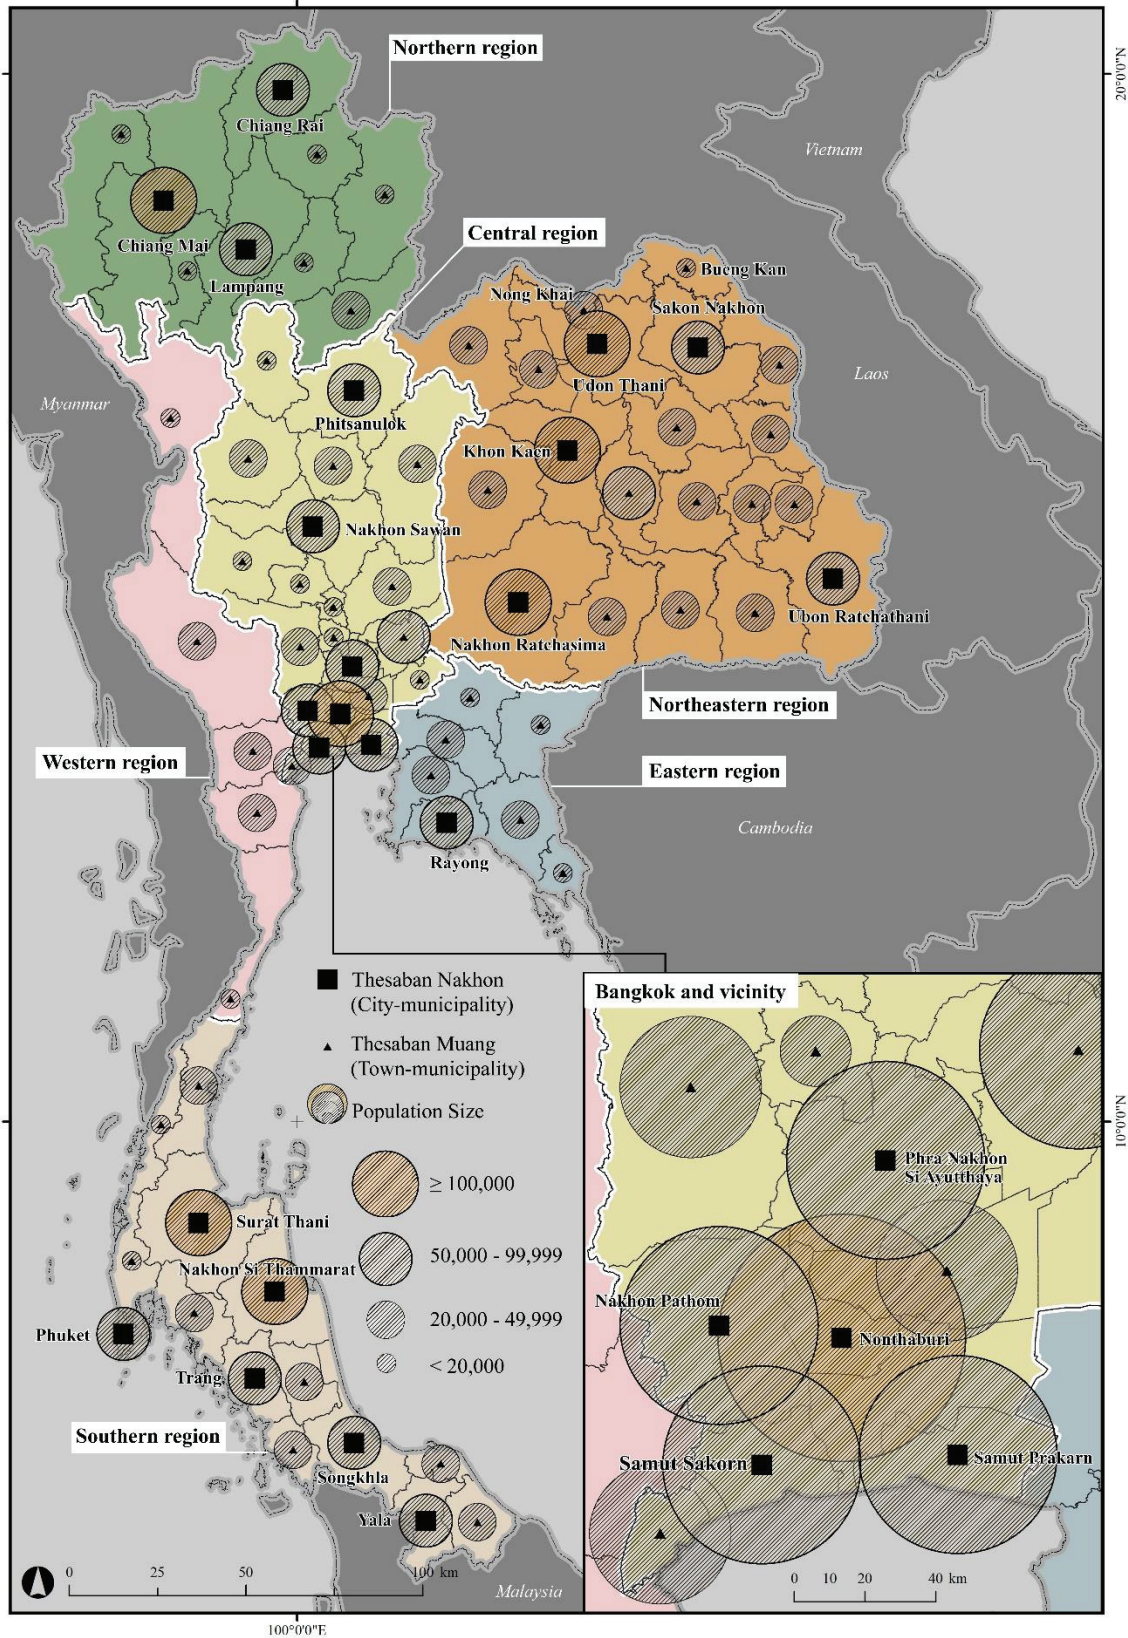 Northern region
20°0'0"N
Chiang Rai
Vietnam
Central region
Chiang Mai
Lampang
Bueng Kan
Nong Khai
Sakon Nakhon
Laos
Udon Thani
Myanmar
Phitsanulok
Khon Kaen
Nakhon Sawan
Ubon Ratchathani
Nakhon Ratchasima
Northeastern region
Western region
Eastern region
Cambodia
Rayong
Thesaban Nakhon
(City-municipality)
Thesaban Muang
(Town-municipality)
Population Size
≥ 100,000
50,000 - 99,999
20,000 - 49,999
< 20,000
Bangkok and vicinity
10°0'0"N
Phra Nakhon
Si Ayutthaya
Nakhon Pathom
Nonthaburi
Samut Sakorn
Samut Prakarn
0 10 20 40 km
Surat Thani
Nakhon Si Thammarat
Phuket
Trang
Southern region
Songkhla
Yala
0 25 50 100 km
Malaysia
100°0'0"E